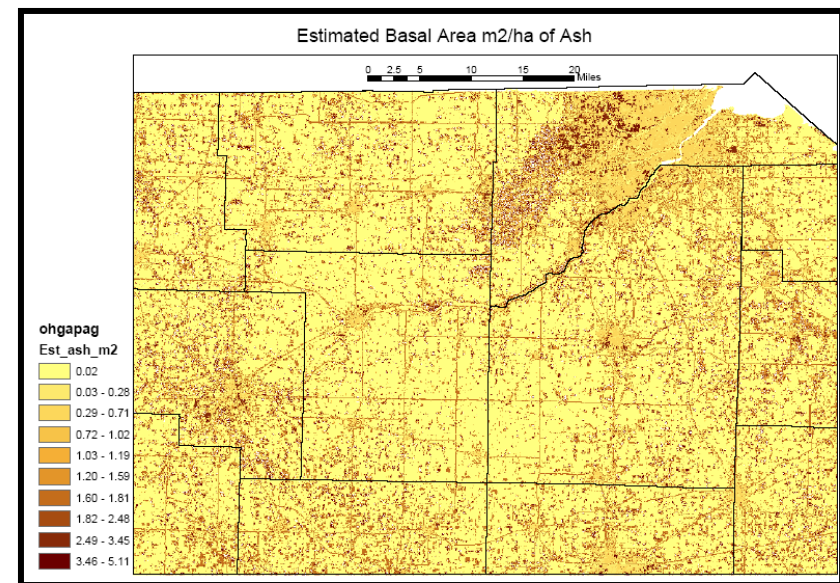 Estimated Basal Area m2/ha of Ash
0 2.5 5 10 15 20
Miles
ohgapag
Est_ash_m2
0.02
0.03 - 0.28
0.29 - 0.71
0.72 - 1.02
1.03 - 1.19
1.20 - 1.59
1.60 - 1.81
1.82 - 2.48
2.49 - 3.45
3.46 - 5.11